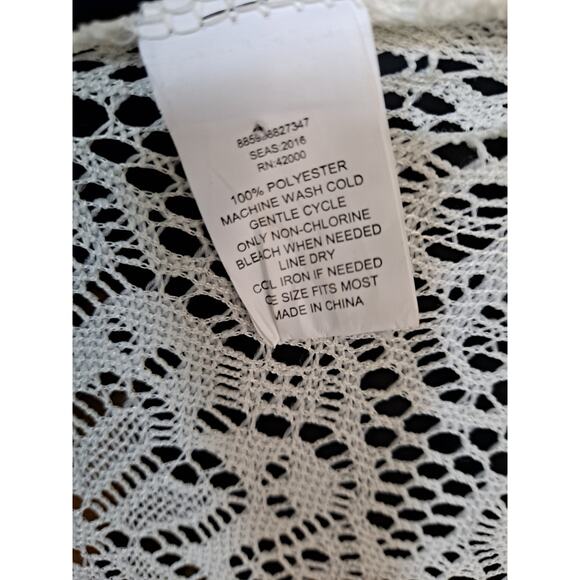 SEAS:2016
RN:42000
100% POLYESTER
MACHINE WASH COLD
GENTLE CYCLE
ONLY NON-CHLORINE
BLEACH WHEN NEEDED
LINE DRY
IRON IF NEEDED
SIZE FITS MOST
MADE IN CHINA